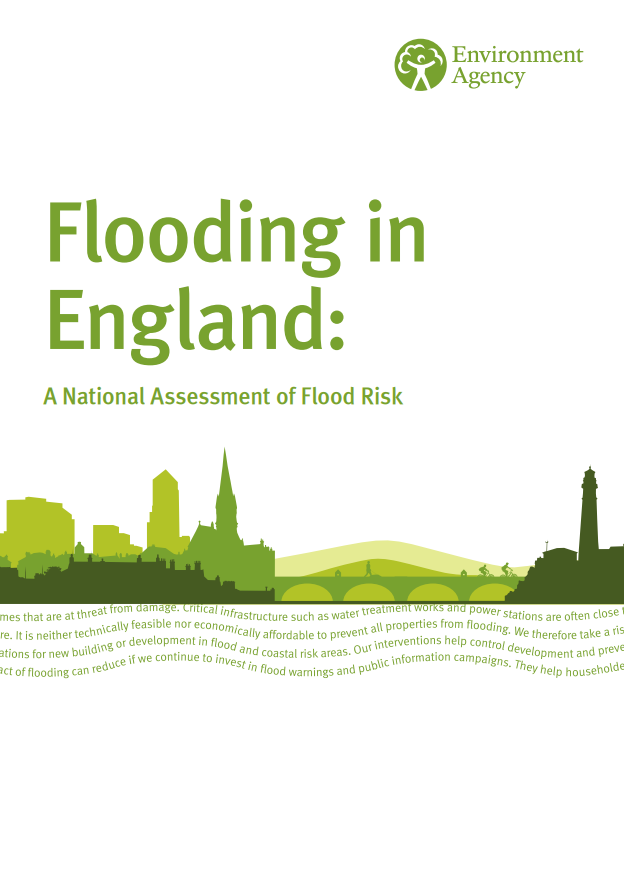 Environment
Agency
Flooding in
England:
A National Assessment of Flood Risk
mes that are at threat from damage. Critical infrastructure such as water treatment works and power stations are often close
re. It is neither technically feasible nor economically affordable to prevent all properties from flooding. We therefore take a ris
ations for new building or development in flood and coastal risk areas. Our interventions help control development and preve
act of flooding can reduce if we continue to invest in flood warnings and public information campaigns. They help householde